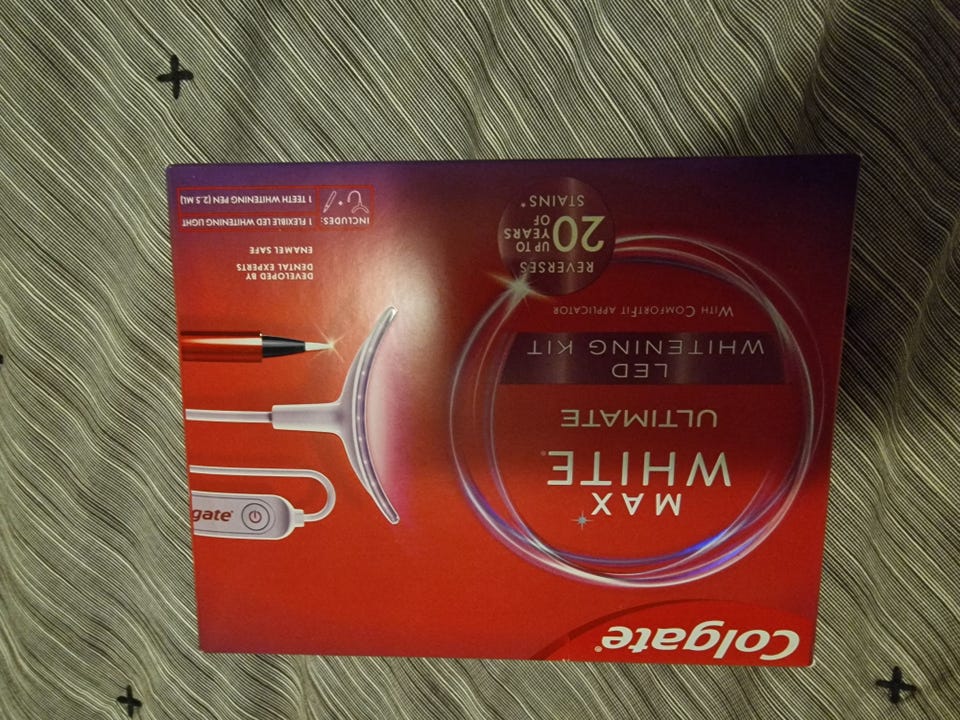 Colgate®
MAX
WHITE®
ULTIMATE
LED
WHITENING KIT
WITH COMFORTFIT APPLICATOR
REVERSES
UP TO
20 YEARS
OF
STAINS*
gate®
DEVELOPED BY
DENTAL EXPERTS
ENAMEL SAFE
INCLUDES:
1 FLEXIBLE LED WHITENING LIGHT
1 TEETH WHITENING PEN (2.5 ML)